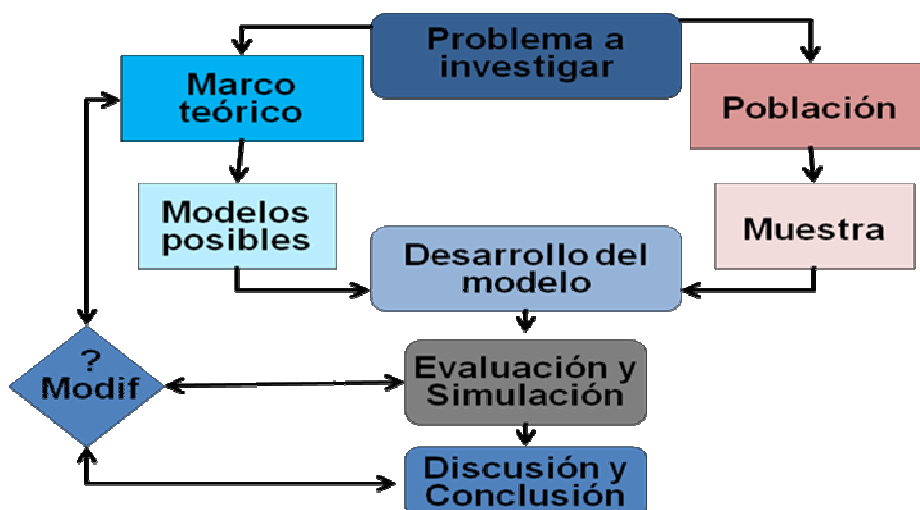 Problema a
investigar
Marco
teórico
Población
Modelos
posibles
Muestra
Desarrollo del
modelo
?
Modif
Evaluación y
Simulación
Discusión y
Conclusión